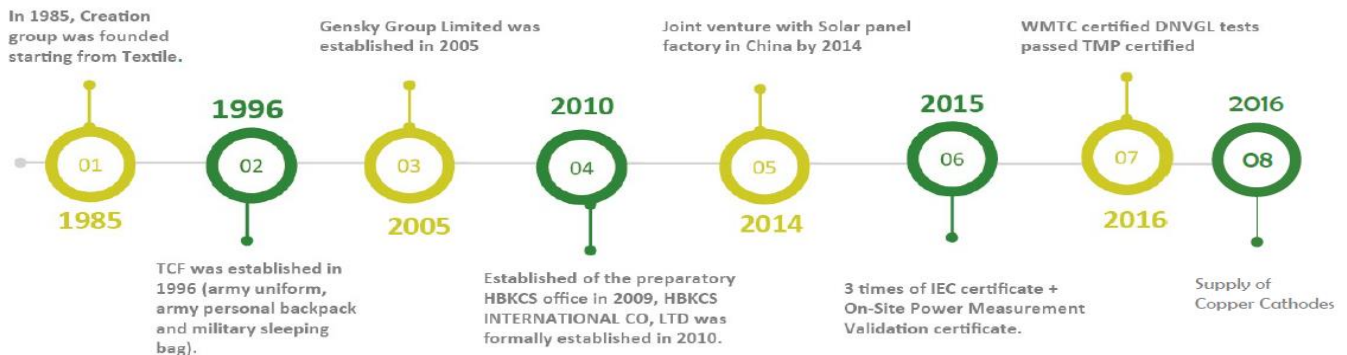 In 1985, Creation
group was founded
starting from Textile.
01
1985
1996
02
TCF was established in
1996 (army uniform,
army personal backpack
and military sleeping
bag).
Gensky Group Limited was
established in 2005
03
2005
2010
04
Established of the preparatory
HBKCS office in 2009, HBKCS
INTERNATIONAL CO, LTD was
formally established in 2010.
Joint venture with Solar panel
factory in China by 2014
05
2014
2015
06
3 times of IEC certificate +
On-Site Power Measurement
Validation certificate.
WMTC certified DNVGL tests
passed TMP certified
07
2016
2016
08
Supply of
Copper Cathodes